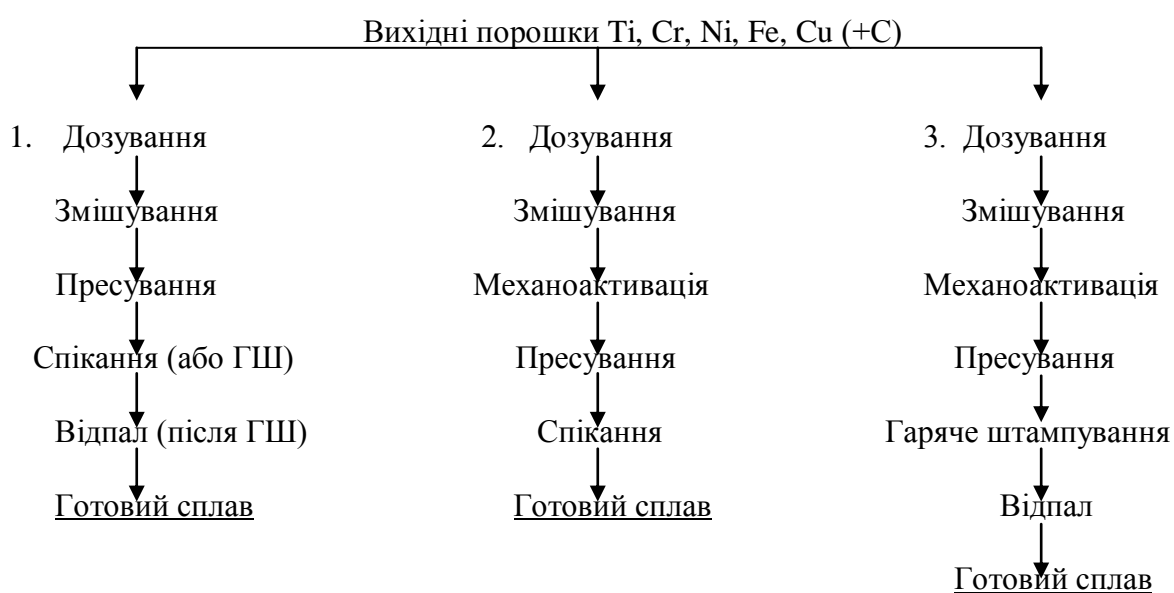 Вихідні порошки Ti, Cr, Ni, Fe, Cu (+C)
1. Дозування
2. Дозування
3. Дозування
Змішування
Змішування
Змішування
Пресування
Механоактивація
Механоактивація
Спікання (або ГШ)
Пресування
Пресування
Відпал (після ГШ)
Спікання
Гаряче штампування
Готовий сплав
Готовий сплав
Відпал
Готовий сплав